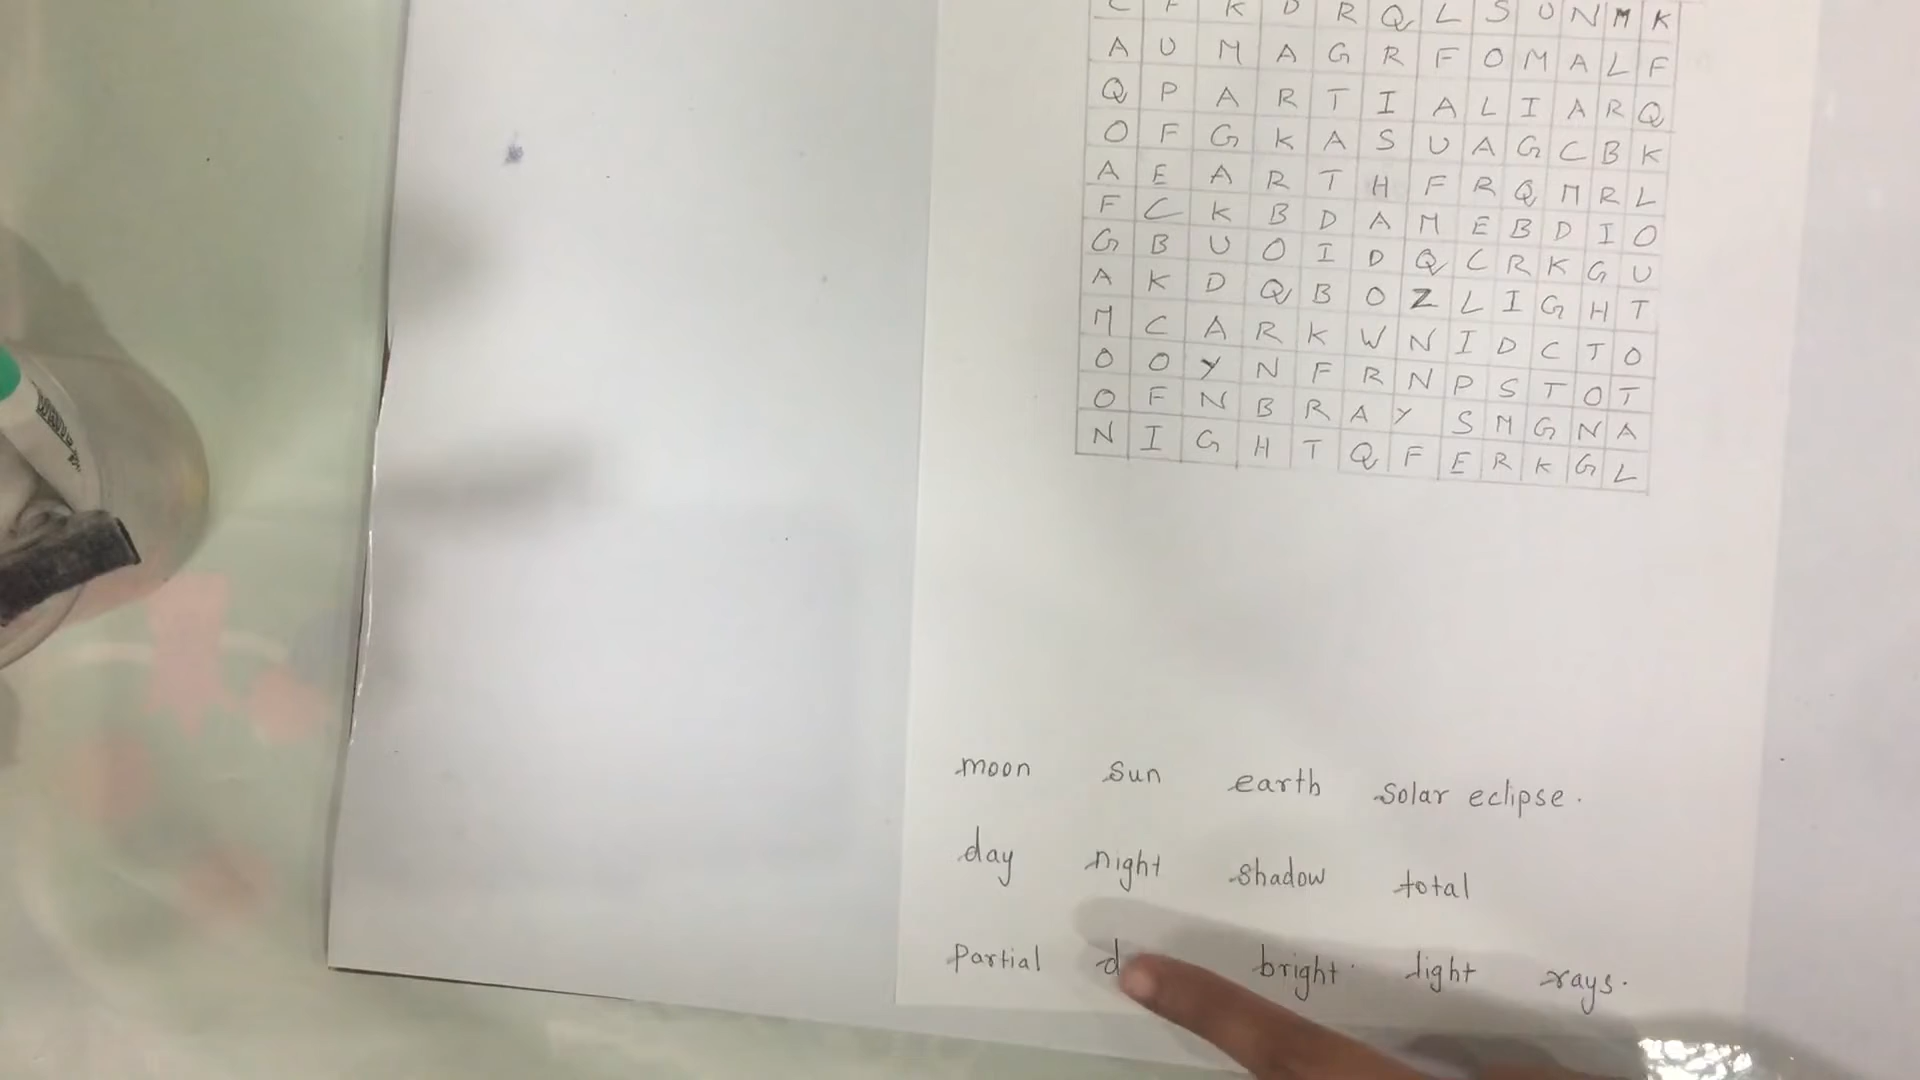 K D R Q L S U N M K
A U M A G R F O M A L F
Q P A R T I A L I A R Q
O F G K A S U A G C B K
A E A R T H F R Q M R L
F C K B D A M E B D I O
G B U O I D Q C R K G U
A K D Q B O Z L I G H T
M C A R K W N I D C T O
O O Y N F R N P S T O T
O F N B R A Y S M G N A
N I G H T Q F E R K G L
moon sun earth solar eclipse.
day night shadow total
Partial bright light rays.